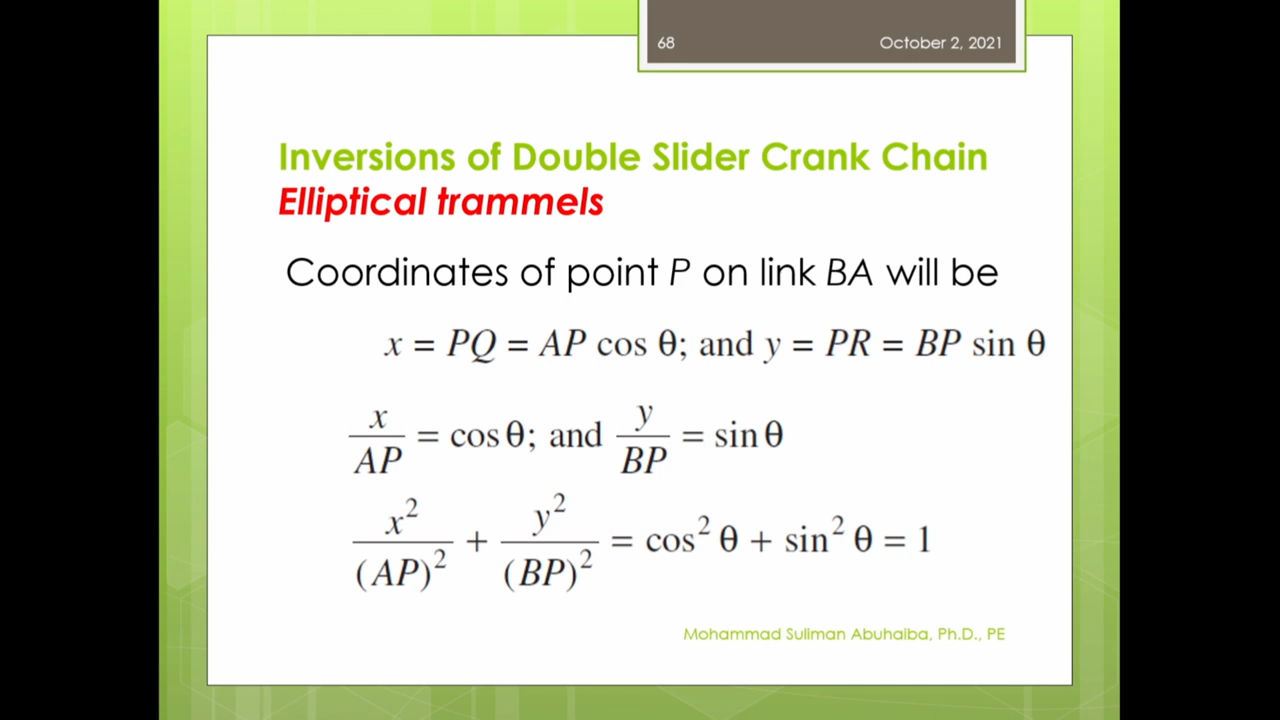 68 October 2, 2021
Inversions of Double Slider Crank Chain
Elliptical trammels
Coordinates of point P on link BA will be
x = PQ = AP cos θ; and y = PR = BP sin θ
x/AP = cos θ; and y/BP = sin θ
x²/(AP)² + y²/(BP)² = cos² θ + sin² θ = 1
Mohammad Suliman Abuhaiba, Ph.D., PE